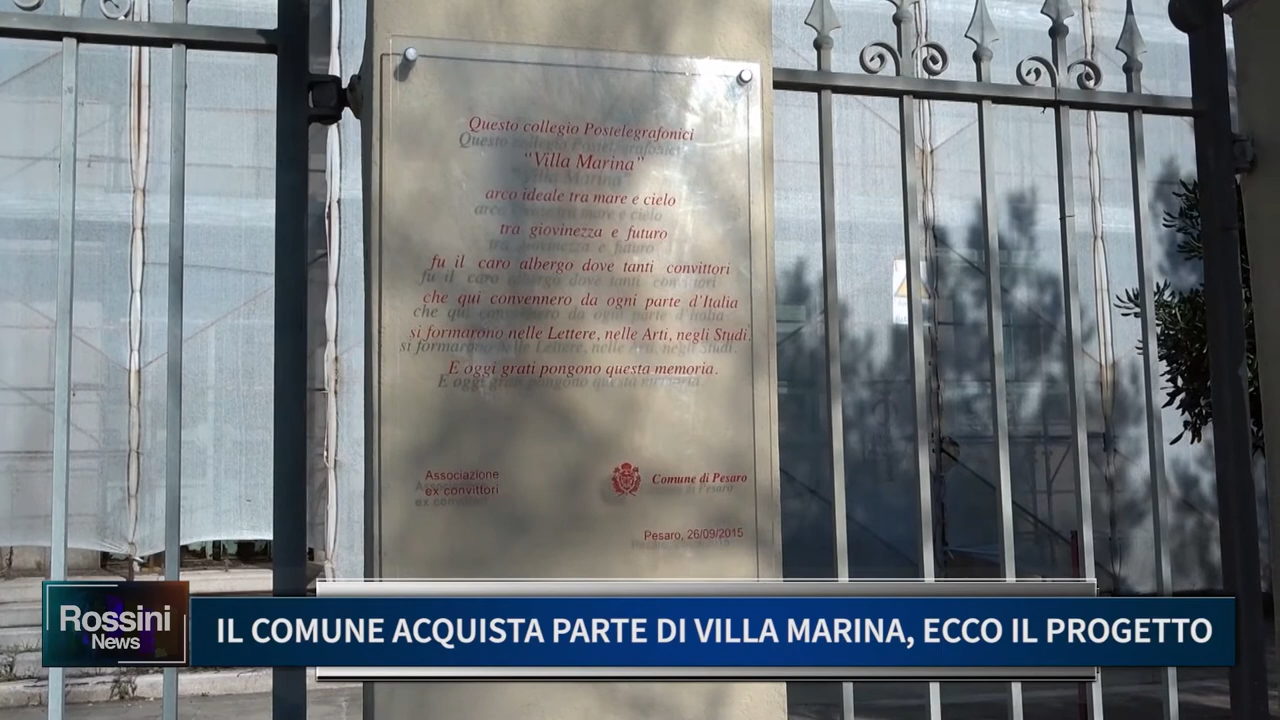 Questo collegio Postelegrafonici
"Villa Marina"
arco ideale tra mare e cielo
tra giovinezza e futuro
fu il caro albergo dove tanti convittori
che qui convennero da ogni parte d'Italia
si formarono nelle Lettere, nelle Arti, negli Studi.
E oggi grati pongono questa memoria.
Associazione
ex convittori
Comune di Pesaro
Pesaro, 26/09/2015
Rossini
News
IL COMUNE ACQUISTA PARTE DI VILLA MARINA, ECCO IL PROGETTO